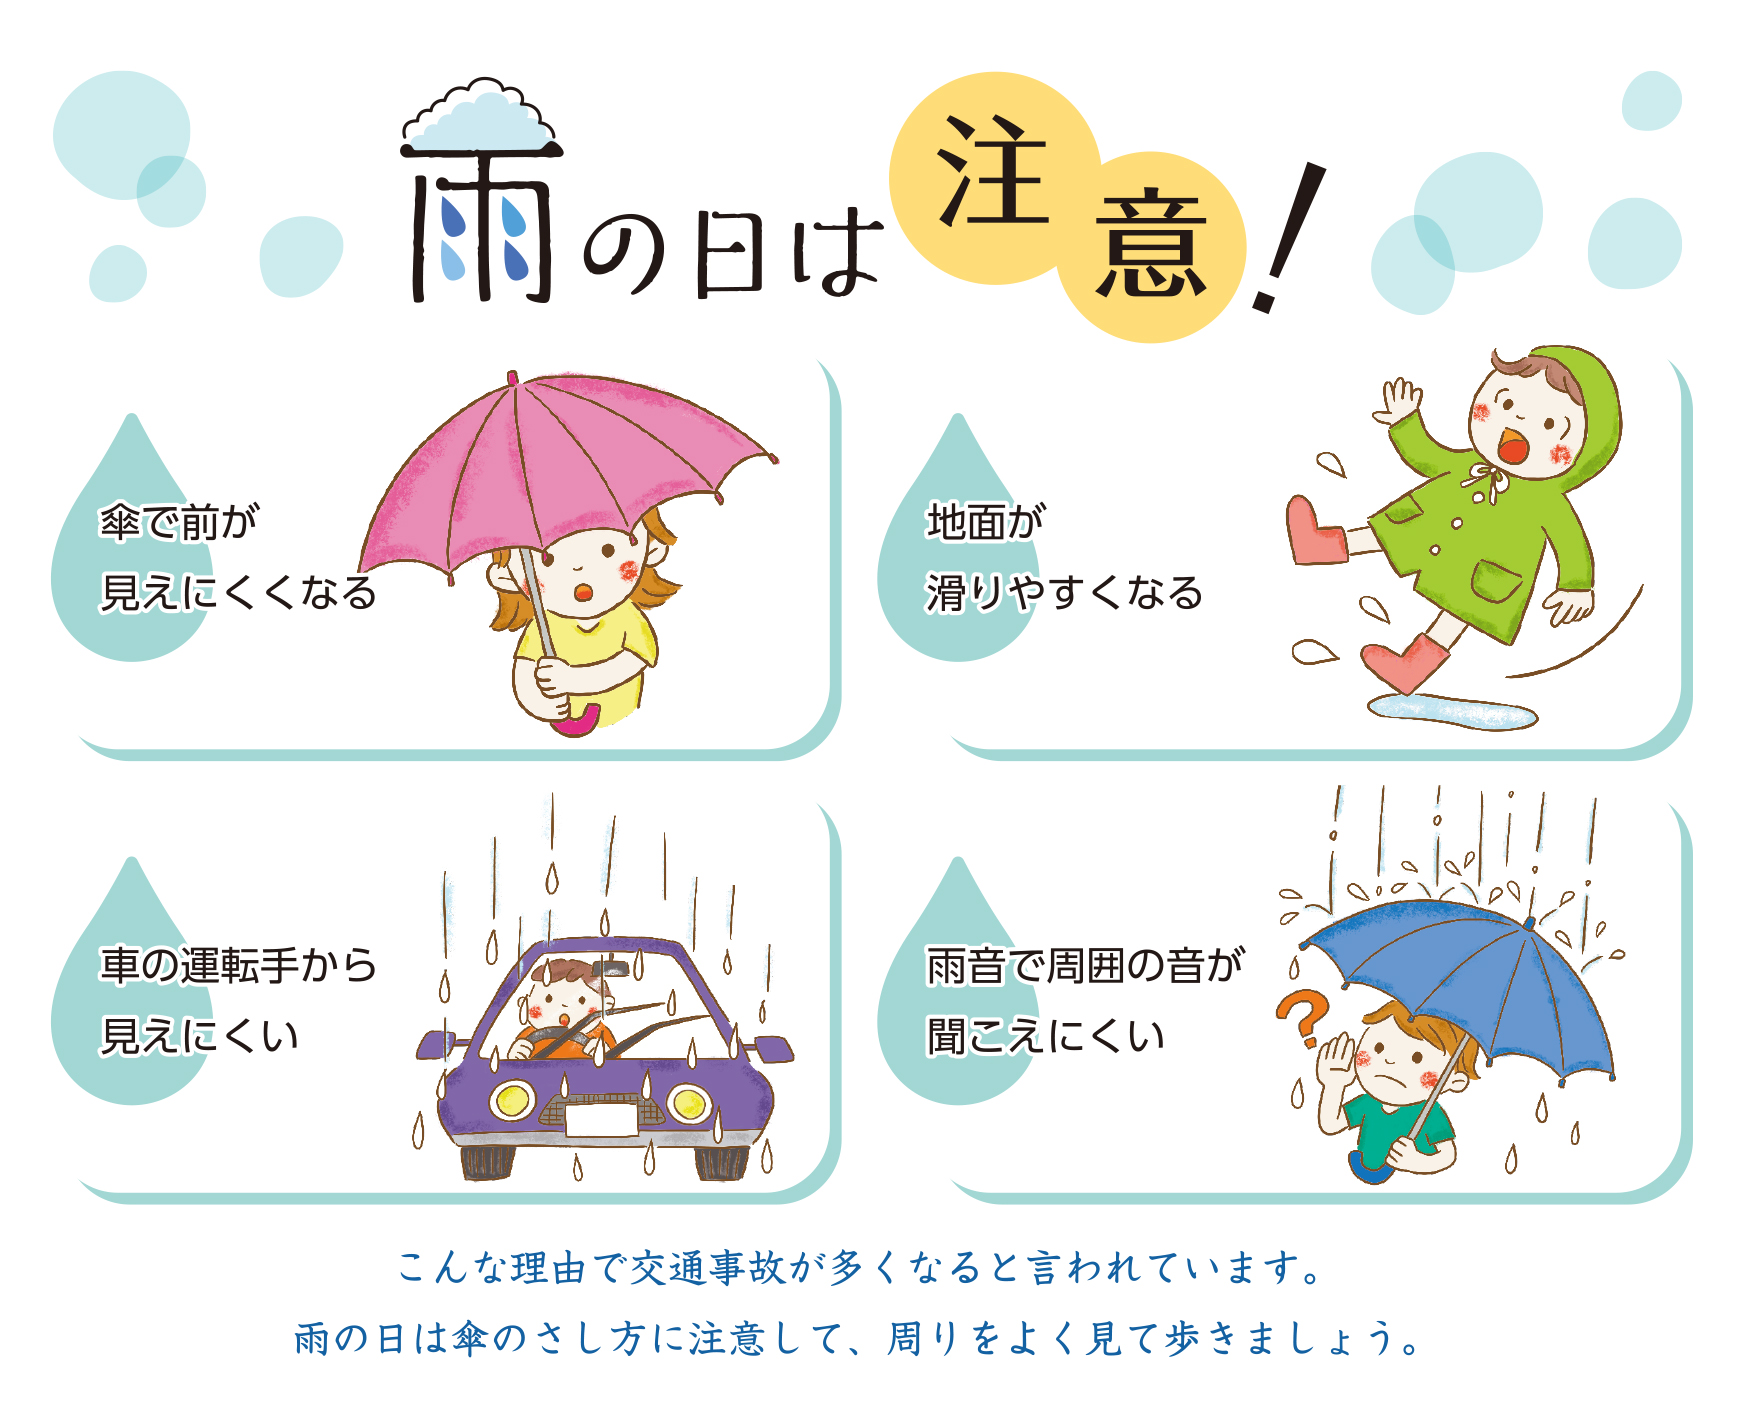 雨の日は注意!
傘で前が
見えにくくなる
地面が
滑りやすくなる
車の運転手から
見えにくい
雨音で周囲の音が
聞こえにくい
?
こんな理由で交通事故が多くなると言われています。
雨の日は傘のさし方に注意して、周りをよく見て歩きましょう。